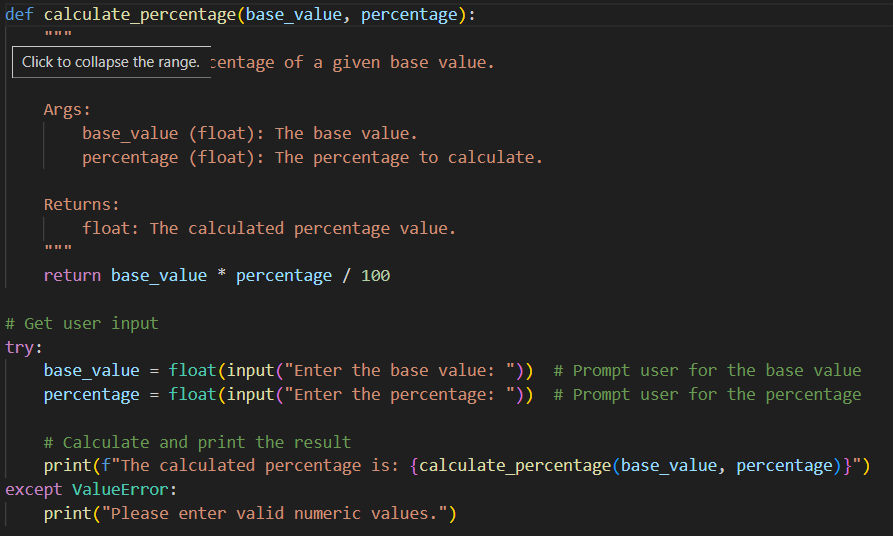 def calculate_percentage(base_value, percentage):
"""
Click to collapse the range. centage of a given base value.
Args:
base_value (float): The base value.
percentage (float): The percentage to calculate.
Returns:
float: The calculated percentage value.
"""
return base_value * percentage / 100
# Get user input
try:
base_value = float(input("Enter the base value: ")) # Prompt user for the base value
percentage = float(input("Enter the percentage: ")) # Prompt user for the percentage
# Calculate and print the result
print(f"The calculated percentage is: {calculate_percentage(base_value, percentage)}")
except ValueError:
print("Please enter valid numeric values.")